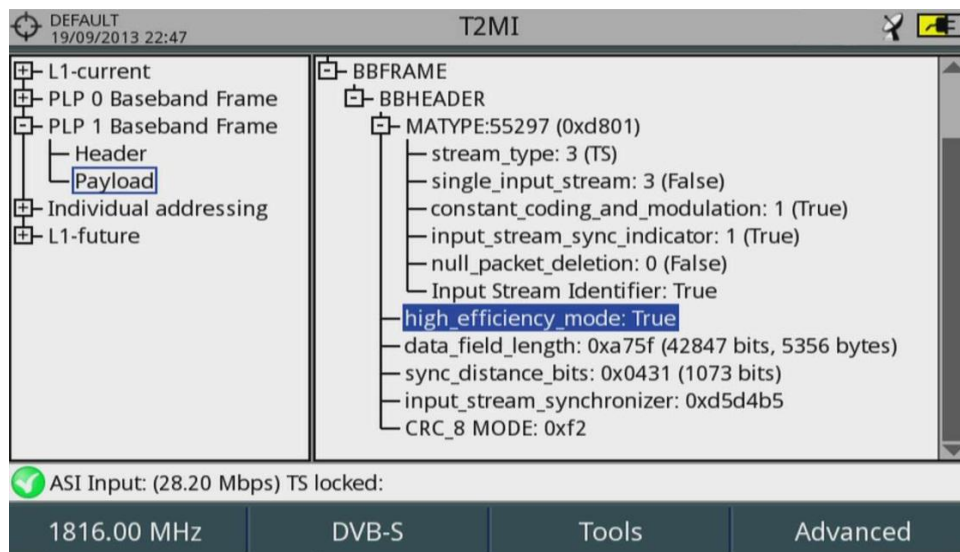 DEFAULT
19/09/2013 22:47
T2MI
L1-current
PLP 0 Baseband Frame
PLP 1 Baseband Frame
Header
Payload
Individual addressing
L1-future
BBFRAME
BBHEADER
MATYPE:55297 (0xd801)
stream_type: 3 (TS)
single_input_stream: 3 (False)
constant_coding_and_modulation: 1 (True)
input_stream_sync_indicator: 1 (True)
null_packet_deletion: 0 (False)
Input Stream Identifier: True
high_efficiency_mode: True
data_field_length: 0xa75f (42847 bits, 5356 bytes)
sync_distance_bits: 0x0431 (1073 bits)
input_stream_synchronizer: 0xd5d4b5
CRC_8 MODE: 0xf2
ASI Input: (28.20 Mbps) TS locked:
1816.00 MHz
DVB-S
Tools
Advanced